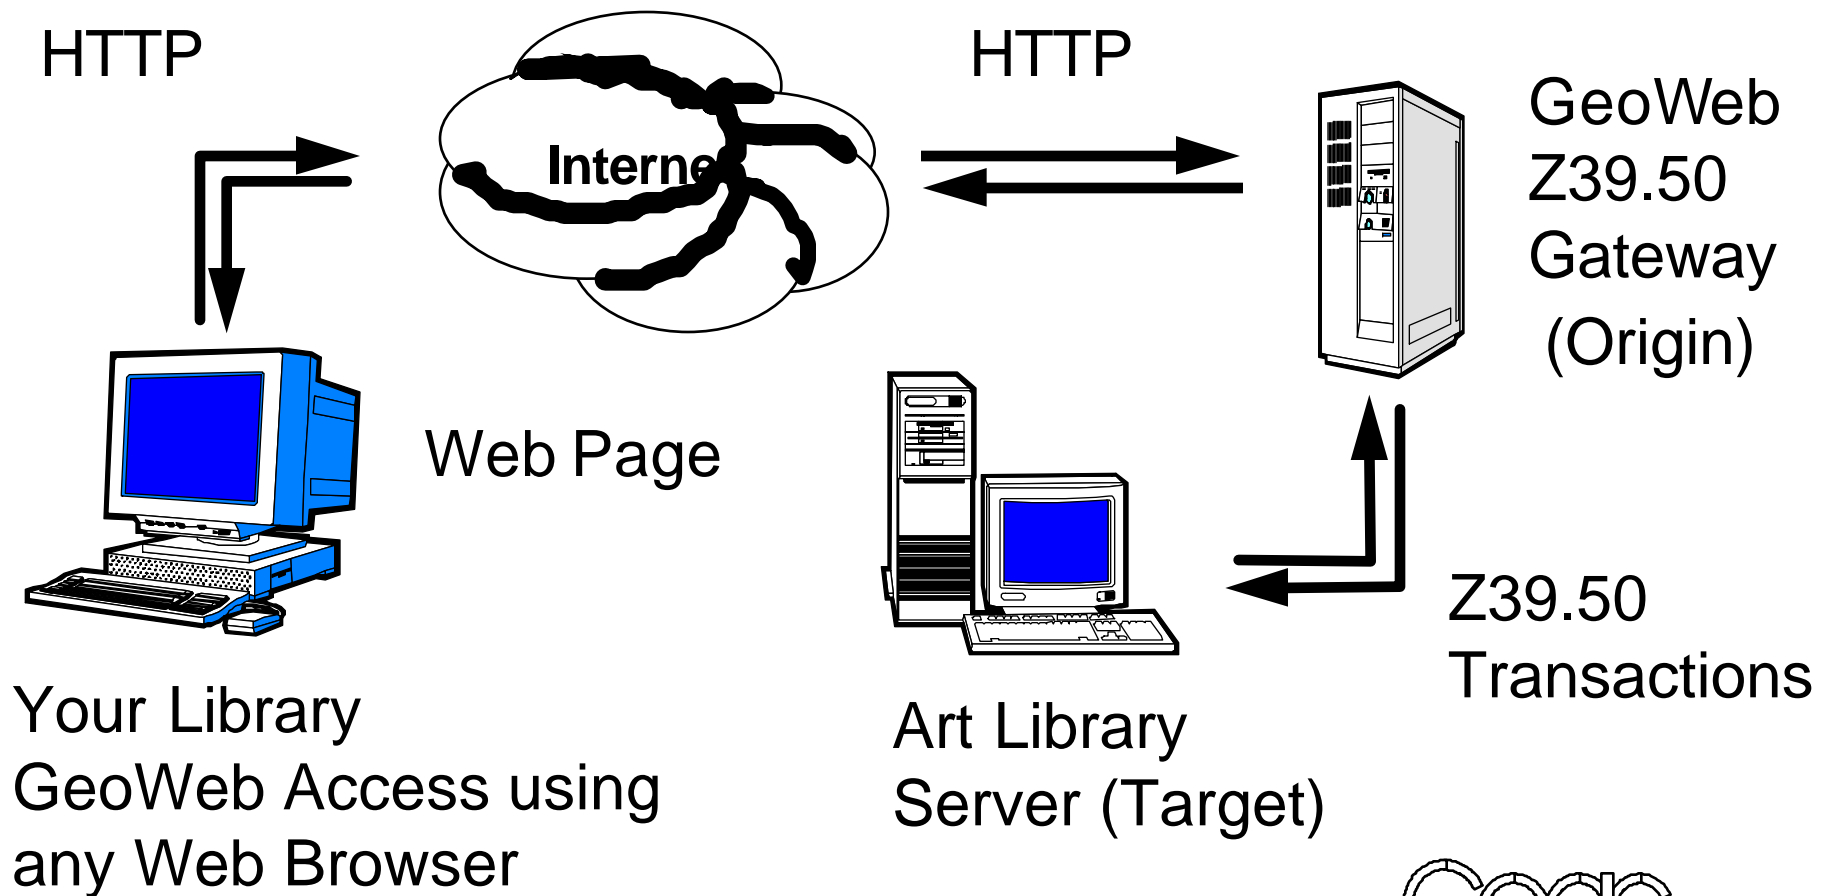 HTTP
HTTP
Interne
GeoWeb
Z39.50
Gateway
(Origin)
Web Page
Z39.50
Transactions
Your Library
GeoWeb Access using
any Web Browser
Art Library
Server (Target)